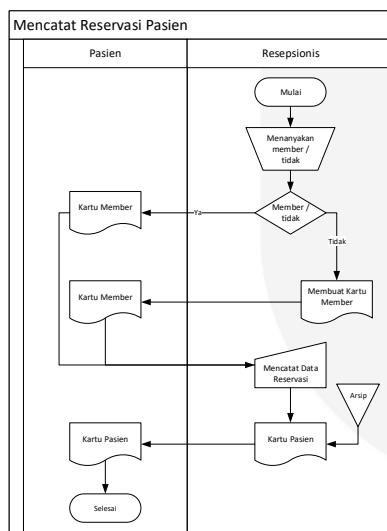 Mencatat Reservasi Pasien
Pasien
Resepsionis
Mulai
Menanyakan
member /
tidak
Member /
tidak
Ya
Kartu Member
Tidak
Membuat Kartu
Member
Kartu Member
Mencatat Data
Reservasi
Arsip
Kartu Pasien
Kartu Pasien
Selesai